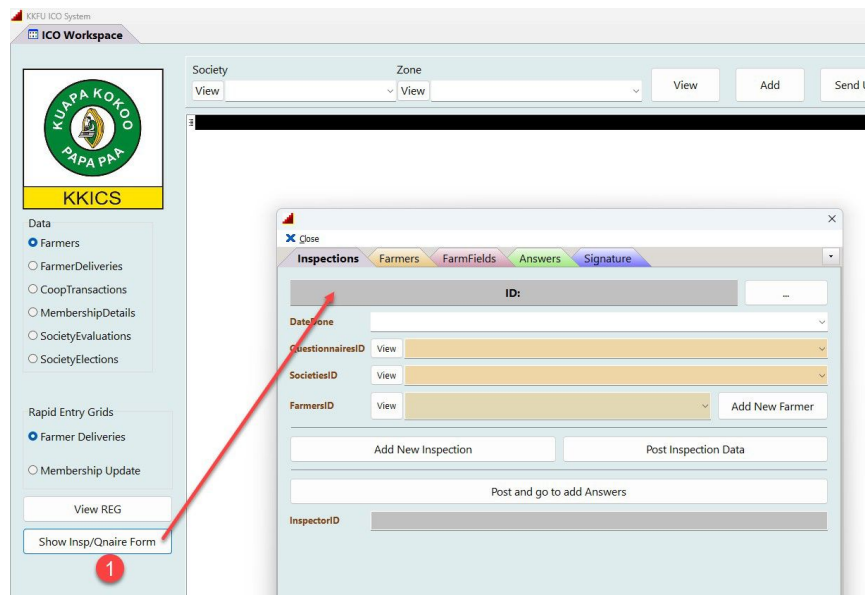 KKFU ICO System
ICO Workspace
Society
Zone
View
View
View
Add
Send
KUAPA KOKOO
PAPA PAA
KKICS
Data
Farmers
FarmerDeliveries
CoopTransactions
MembershipDetails
SocietyEvaluations
SocietyElections
Rapid Entry Grids
Farmer Deliveries
Membership Update
View REG
Show Insp/Qnaire Form
1
Close
Inspections
Farmers
FarmFields
Answers
Signature
ID:
...
DateDone
QuestionnairesID
View
SocietiesID
View
FarmersID
View
Add New Farmer
Add New Inspection
Post Inspection Data
Post and go to add Answers
InspectorID